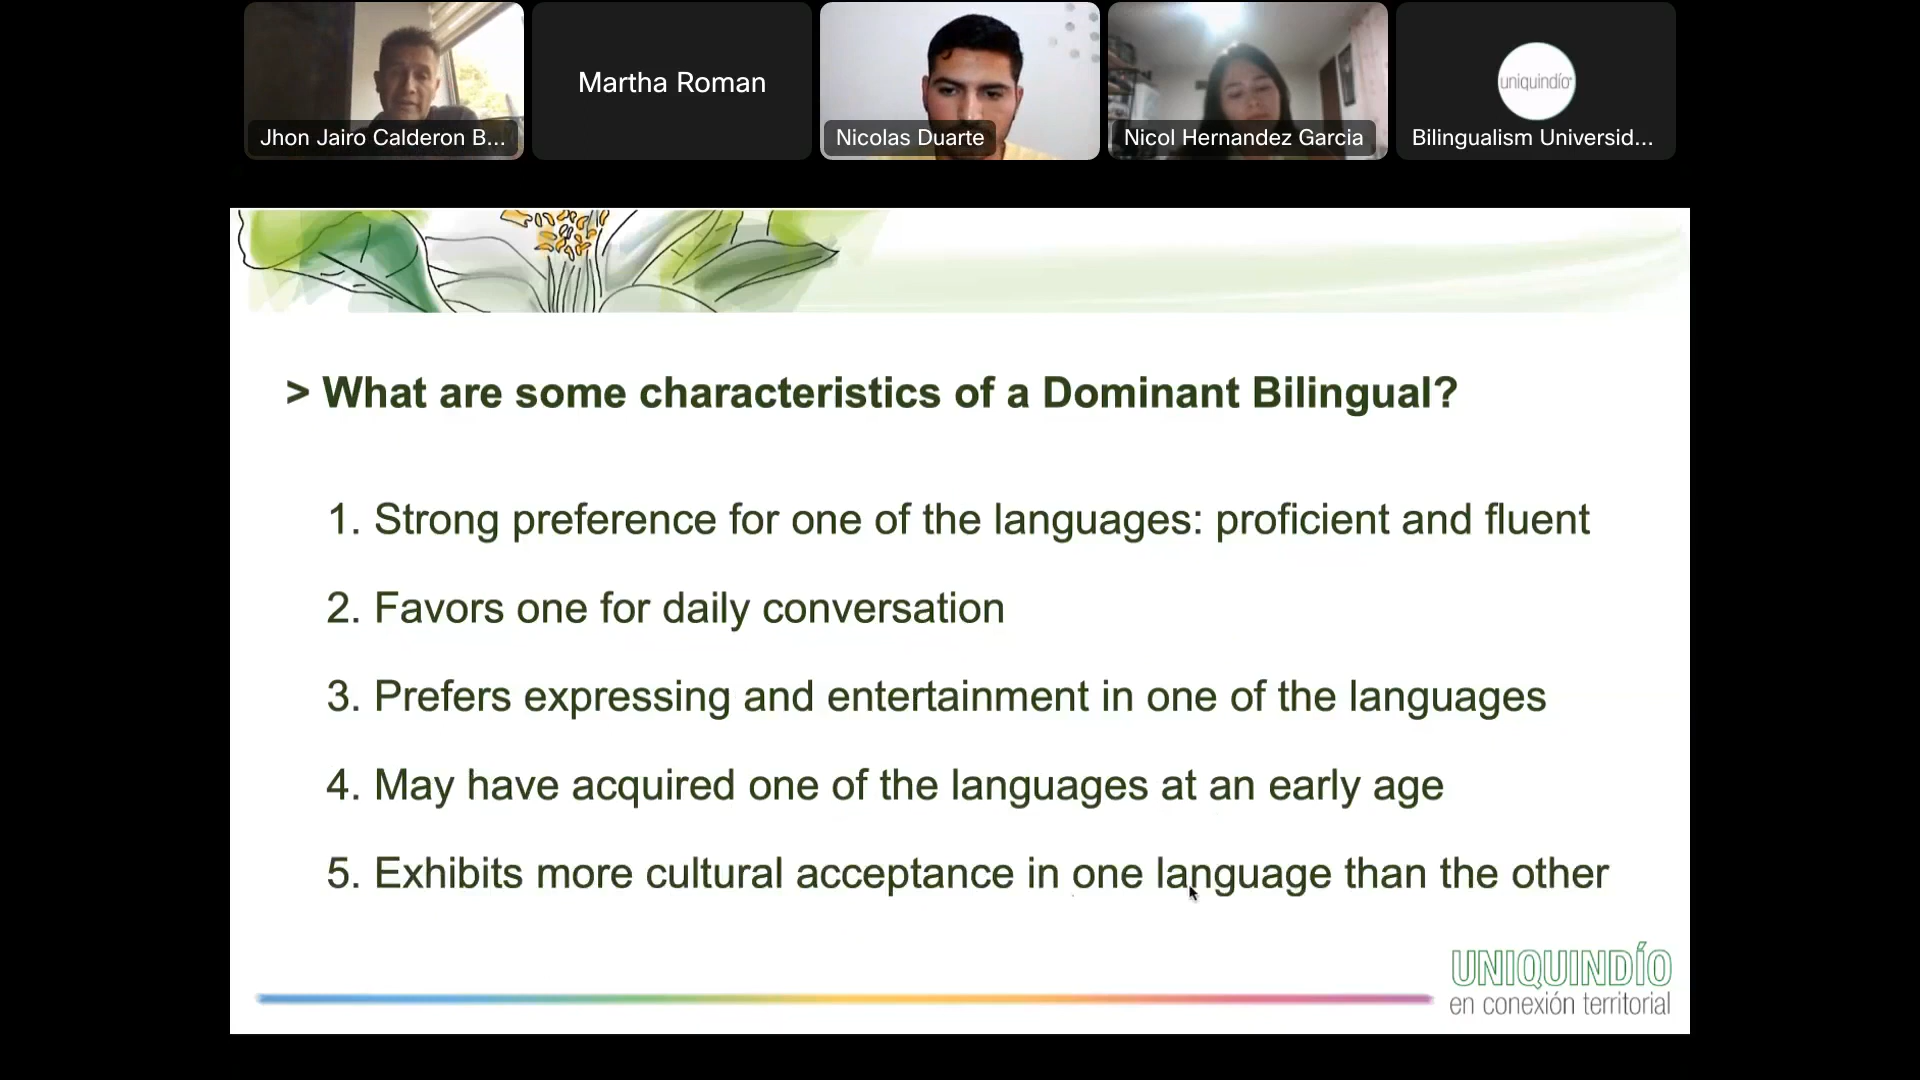 Jhon Jairo Calderon B...
Martha Roman
Nicolas Duarte
Nicol Hernandez Garcia
uniquindío
Bilingualism Universid...
> What are some characteristics of a Dominant Bilingual?
1. Strong preference for one of the languages: proficient and fluent
2. Favors one for daily conversation
3. Prefers expressing and entertainment in one of the languages
4. May have acquired one of the languages at an early age
5. Exhibits more cultural acceptance in one language than the other
UNIQUINDÍO
en conexión territorial